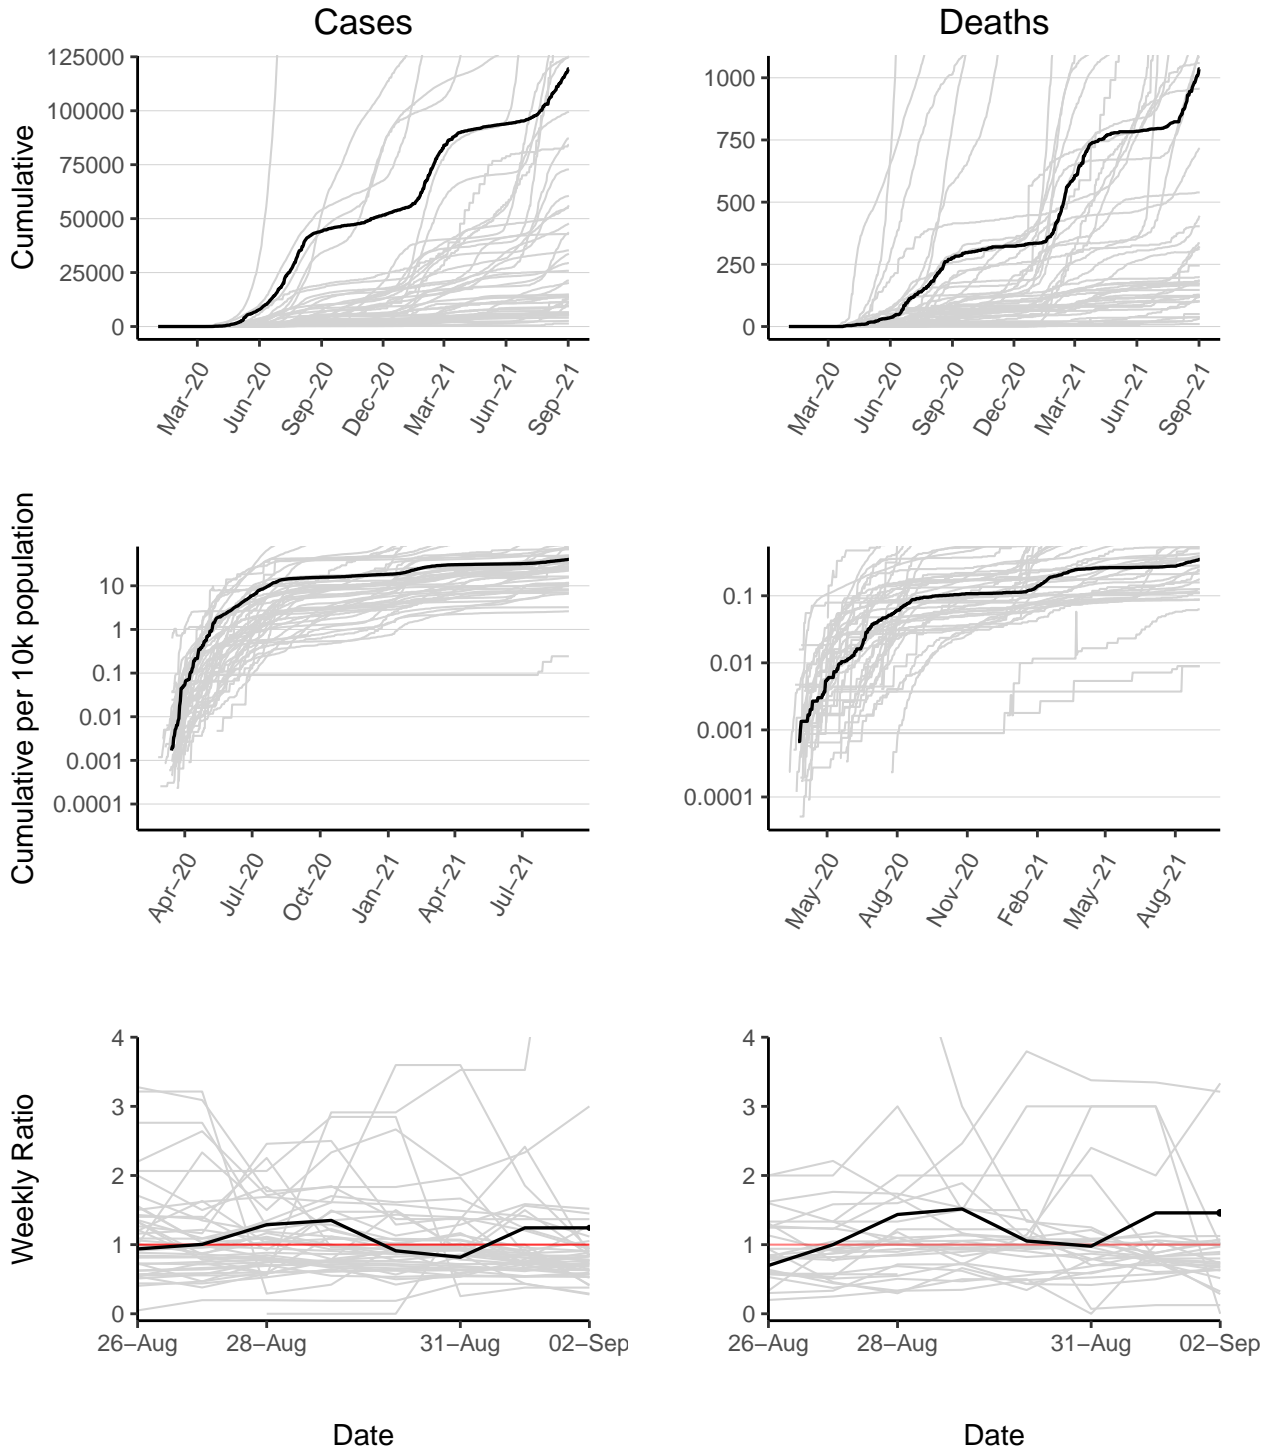 Cases
Deaths
Cumulative
125000
100000
75000
50000
25000
0
Mar−20
Jun−20
Sep−20
Dec−20
Mar−21
Jun−21
Sep−21
1000
750
500
250
0
Mar−20
Jun−20
Sep−20
Dec−20
Mar−21
Jun−21
Sep−21
Cumulative per 10k population
10
1
0.1
0.01
0.001
0.0001
Apr−20
Jul−20
Oct−20
Jan−21
Apr−21
Jul−21
0.1
0.01
0.001
0.0001
May−20
Aug−20
Nov−20
Feb−21
May−21
Aug−21
Weekly Ratio
4
3
2
1
0
26−Aug
28−Aug
31−Aug
02−Sep
4
3
2
1
0
26−Aug
28−Aug
31−Aug
02−Sep
Date
Date